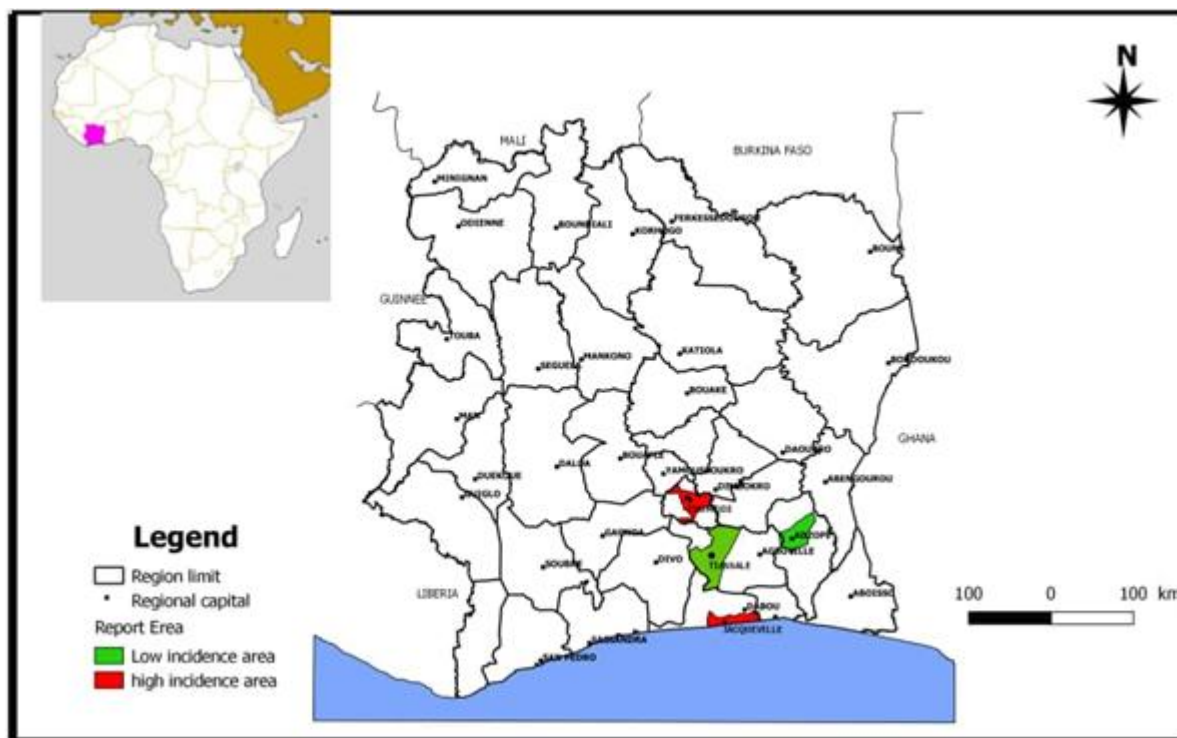 N
MALI
BURKINA FASO
MINIGNAN
ODIENNE
BOUNDIALI
KORHOGO
FERKESSEDOUGOU
BOUNA
GUINNEE
TOUBA
SEGUELA
MANKONO
KATIOLA
BONDOUKOU
BOUAKE
MAN
GHANA
DALOA
BOUAFLE
DAOUKRO
YAMOUSSOUKRO
DUEKOUE
GUIGLO
DIMBOKRO
ABENGOUROU
GAGNOA
ADZOPE
AGBOVILLE
SOUBRE
DIVO
LIBERIA
ABOISSO
DABOU
JACQUEVILLE
SASSANDRA
SAN PEDRO
Legend
Region limit
Regional capital
Report Erea
Low incidence area
high incidence area
100 0 100 km